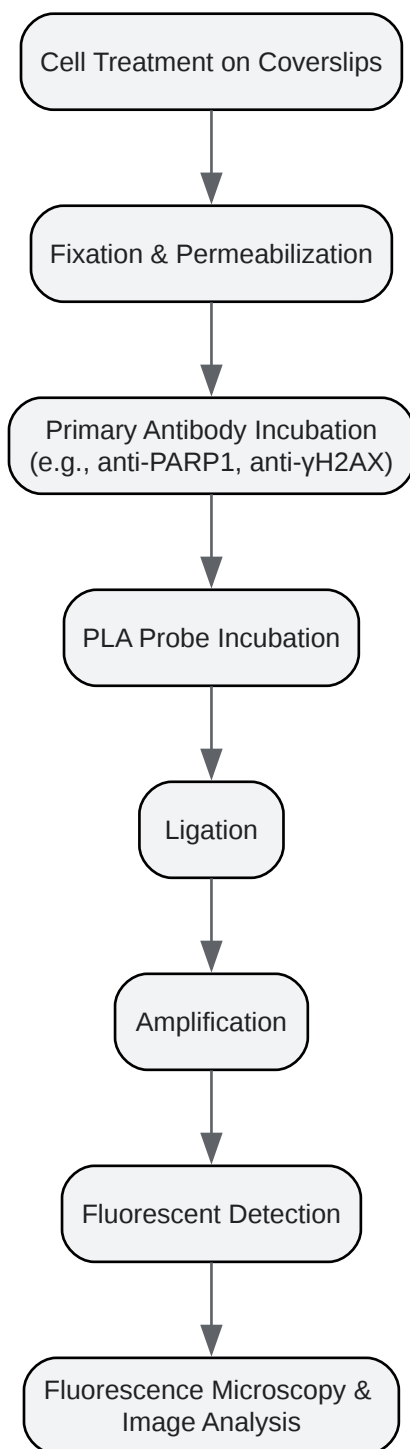 Cell Treatment on Coverslips
Fixation & Permeabilization
Primary Antibody Incubation
(e.g., anti-PARP1, anti-γH2AX)
PLA Probe Incubation
Ligation
Amplification
Fluorescent Detection
Fluorescence Microscopy &
Image Analysis